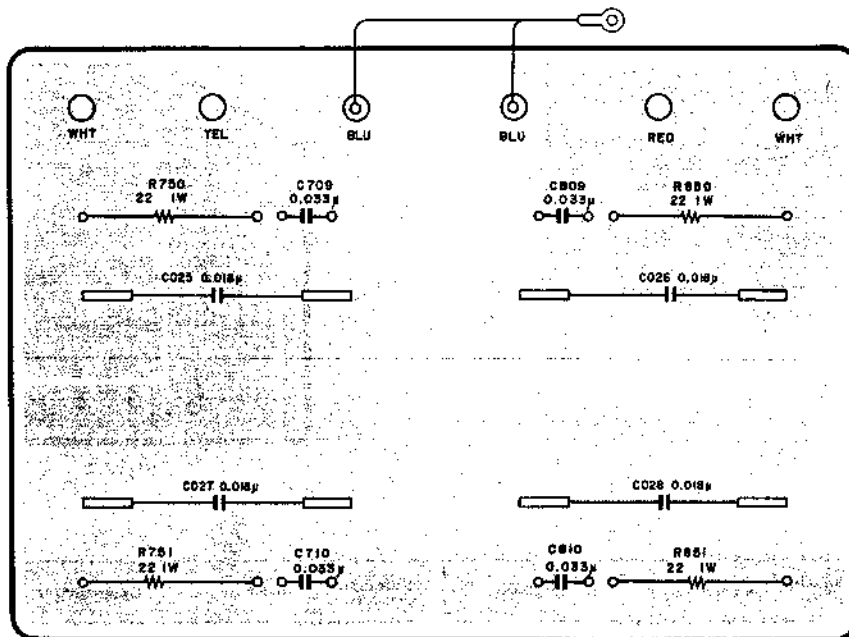 WHT YEL BLU BLU RED WHT
R750 C709 C809 R850
22 1W 0.033µ 0.033µ 22 1W
C025 0.018µ C026 0.018µ
C027 0.018µ C028 0.018µ
R751 C710 C810 R851
22 1W 0.033µ 0.033µ 22 1W